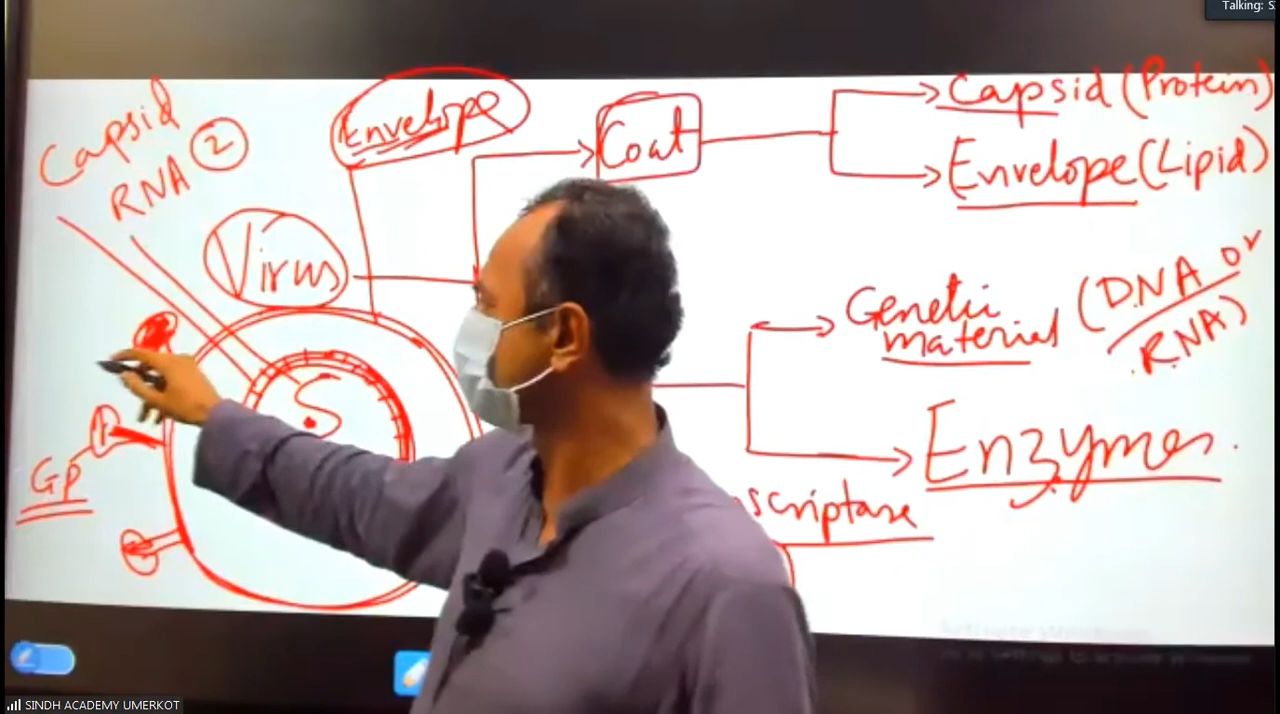 Talking: S
Capsid
RNA 2
Envelope
Coat
Capsid (Protein)
Envelope (Lipid)
Virus
Genetic
material
(DNA or
RNA)
Enzymes.
Gp
scriptase
SINDH ACADEMY UMERKOT